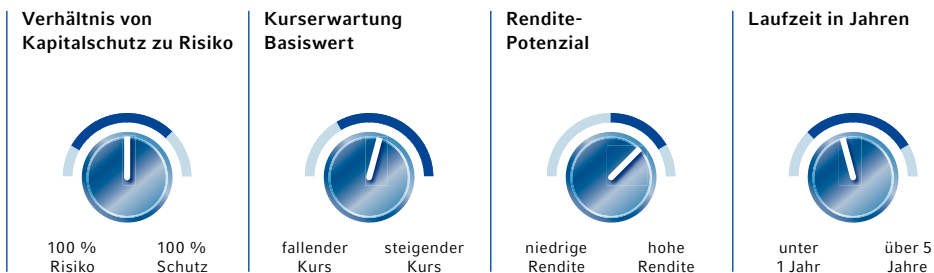 Verhältnis von
Kapitalschutz zu Risiko
100 %
Risiko
100 %
Schutz
Kurserwartung
Basiswert
fallender
Kurs
steigender
Kurs
Rendite-
Potenzial
niedrige
Rendite
hohe
Rendite
Laufzeit in Jahren
unter
1 Jahr
über 5
Jahre